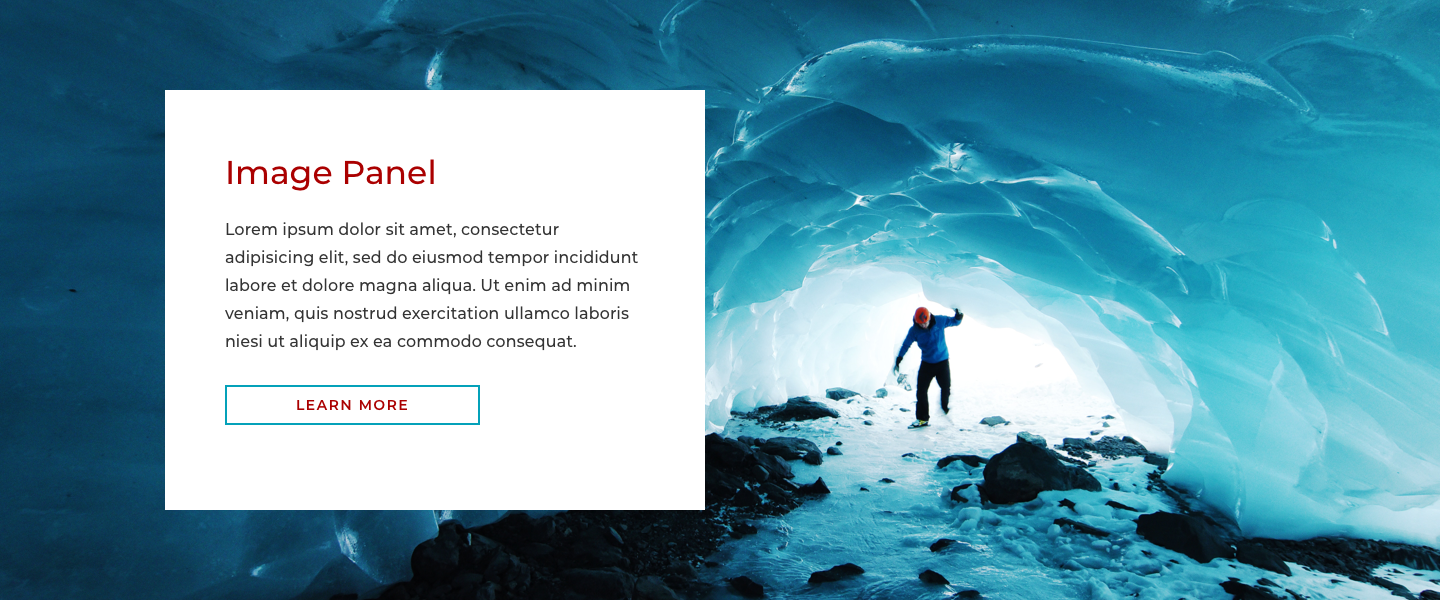 Image Panel
Lorem ipsum dolor sit amet, consectetur
adipisicing elit, sed do eiusmod tempor incididunt
labore et dolore magna aliqua. Ut enim ad minim
veniam, quis nostrud exercitation ullamco laboris
niesi ut aliquip ex ea commodo consequat.
LEARN MORE